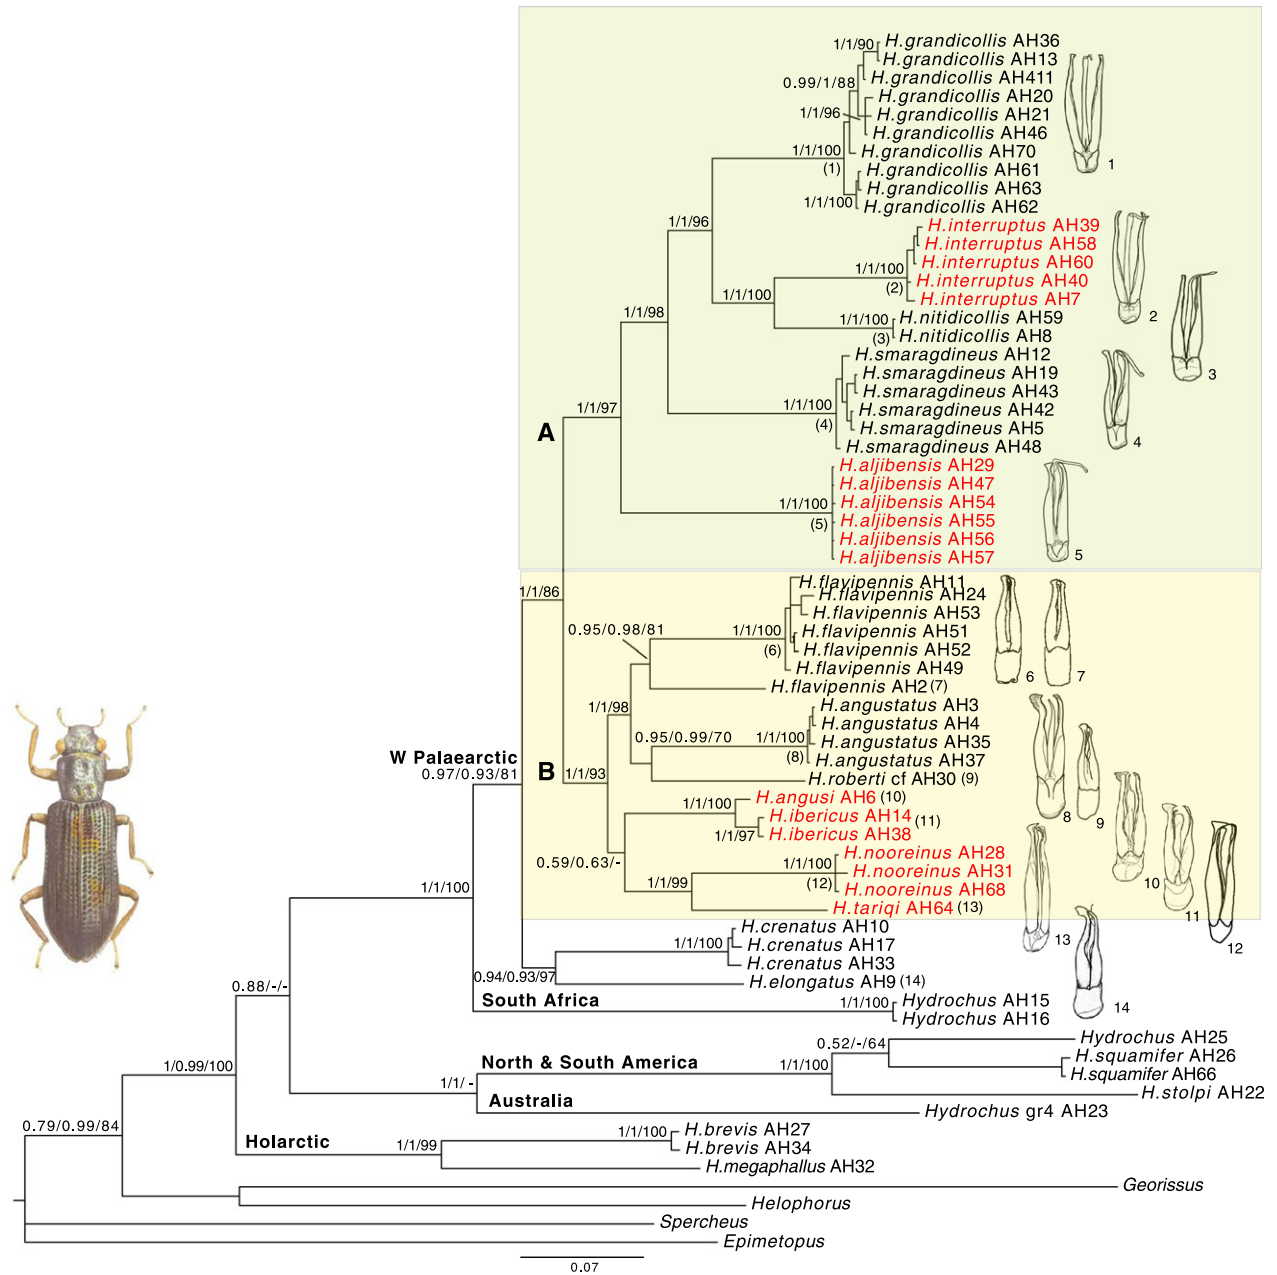 H.grandicollis AH36
1/1/90
H.grandicollis AH13
H.grandicollis AH411
0.99/1/88
H.grandicollis AH20
1/1/96
H.grandicollis AH21
H.grandicollis AH46
1/1/100
H.grandicollis AH70
(1)
1
H.grandicollis AH61
H.grandicollis AH63
1/1/100
H.grandicollis AH62
1/1/96
H.interruptus AH39
H.interruptus AH58
1/1/100
H.interruptus AH60
(2)
H.interruptus AH40
1/1/100
H.interruptus AH7
2
1/1/98
1/1/100
H.nitidicollis AH59
(3)
H.nitidicollis AH8
H.smaragdineus AH12
3
H.smaragdineus AH19
H.smaragdineus AH43
1/1/97
1/1/100
H.smaragdineus AH42
(4)
H.smaragdineus AH5
A
H.smaragdineus AH48
4
H.aljibensis AH29
H.aljibensis AH47
1/1/100
H.aljibensis AH54
(5)
H.aljibensis AH55
H.aljibensis AH56
H.aljibensis AH57
5
1/1/86
H.flavipennis AH11
H.flavipennis AH24
H.flavipennis AH53
0.95/0.98/81
1/1/100
H.flavipennis AH51
(6)
H.flavipennis AH52
H.flavipennis AH49
6
7
H.flavipennis AH2 (7)
1/1/98
H.angustatus AH3
H.angustatus AH4
0.95/0.99/70
1/1/100
H.angustatus AH35
(8)
H.angustatus AH37
W Palaearctic
0.97/0.93/81
B
1/1/93
H.roberti cf AH30 (9)
H.angusi AH6 (10)
1/1/100
H.ibericus AH14 (11)
8
9
1/1/97
H.ibericus AH38
H.nooreinus AH28
0.59/0.63/-
1/1/100
H.nooreinus AH31
(12)
1/1/99
H.nooreinus AH68
10
1/1/100
H.tariqi AH64 (13)
11
H.crenatus AH10
1/1/100
H.crenatus AH17
13
12
H.crenatus AH33
0.94/0.93/97
H.elongatus AH9 (14)
0.88/-/-
South Africa
1/1/100
Hydrochus AH15
14
Hydrochus AH16
Hydrochus AH25
0.52/-/64
North & South America
H.squamifer AH26
1/0.99/100
1/1/100
H.squamifer AH66
1/1/ -
H.stolpi AH22
Australia
Hydrochus gr4 AH23
0.79/0.99/84
H.brevis AH27
1/1/100
Holarctic
1/1/99
H.brevis AH34
H.megaphallus AH32
Georissus
Helophorus
Spercheus
Epimetopus
0.07